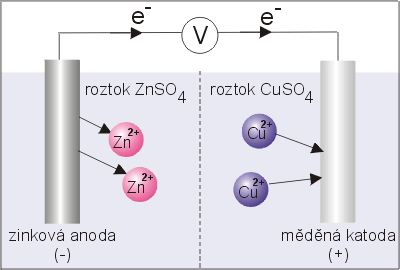 e-
V
e-
roztok ZnSO4
roztok CuSO4
Zn2+
Zn2+
Cu2+
Cu2+
zinková anoda
(-)
měděná katoda
(+)